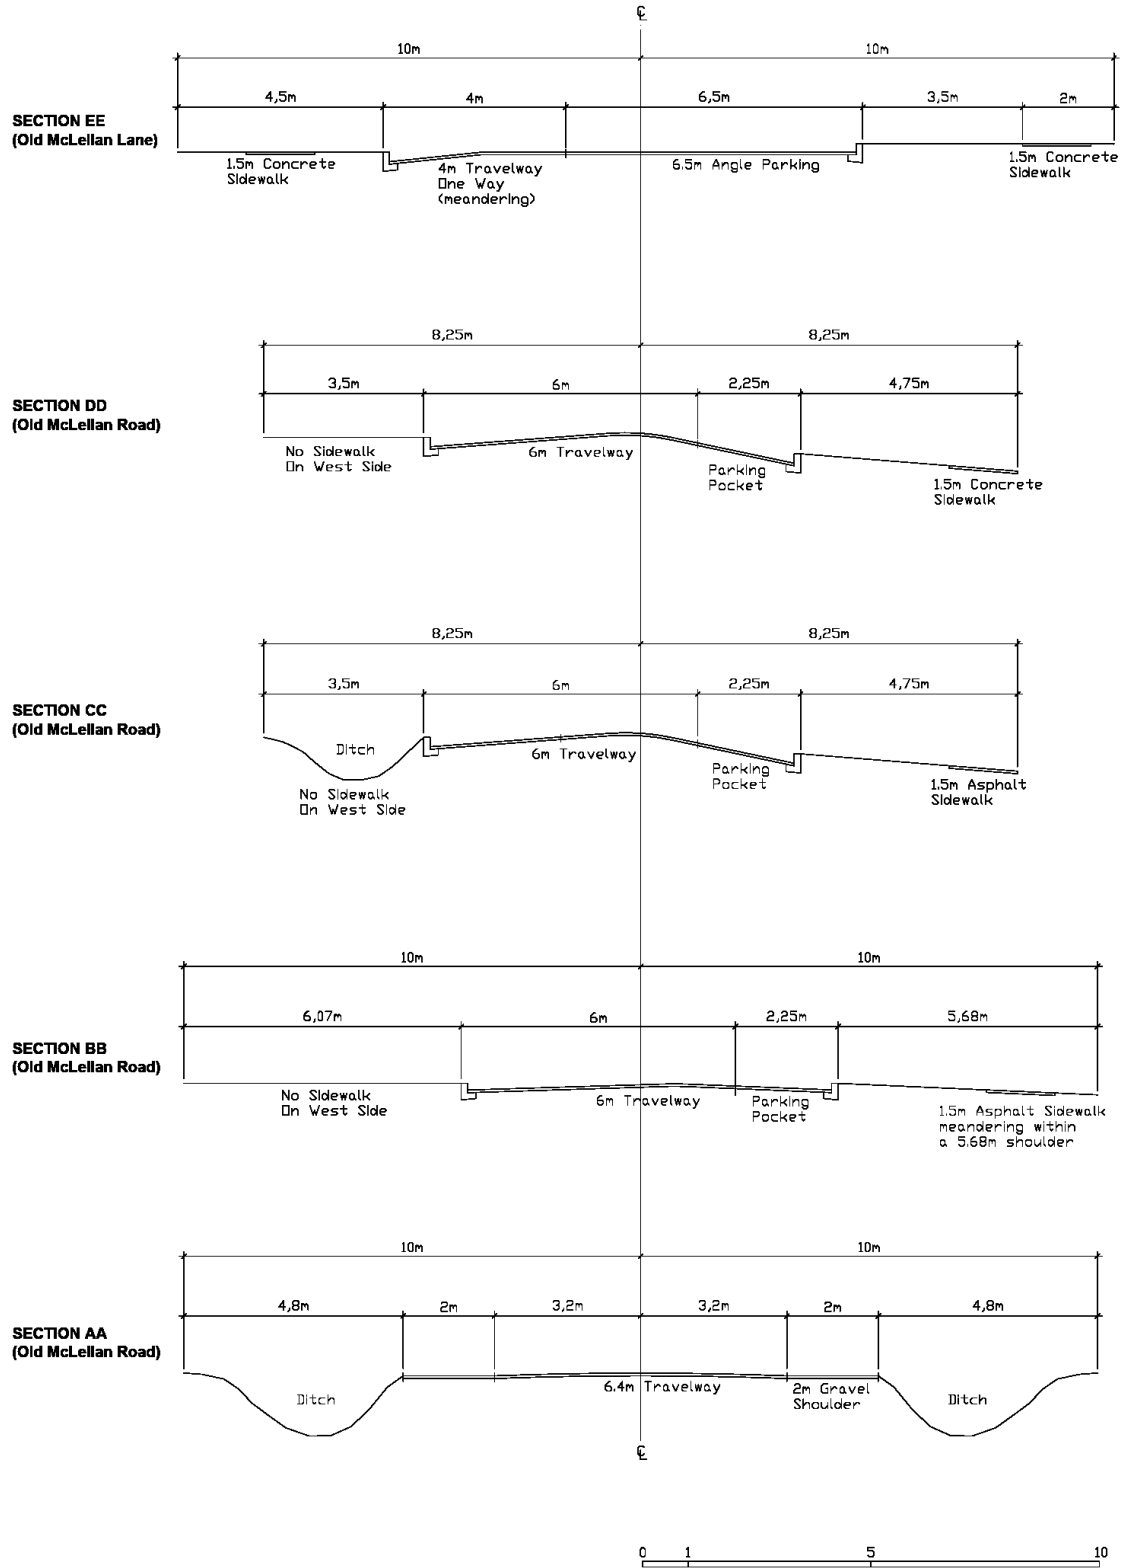 ℄
10m 10m
4,5m 4m 6,5m 3,5m 2m
SECTION EE
(Old McLellan Lane)
1.5m Concrete
Sidewalk
4m Travelway
One Way
(meandering)
6.5m Angle Parking
1.5m Concrete
Sidewalk
8,25m 8,25m
3,5m 6m 2,25m 4,75m
SECTION DD
(Old McLellan Road)
No Sidewalk
On West Side
6m Travelway
Parking
Pocket
1.5m Concrete
Sidewalk
8,25m 8,25m
3,5m 6m 2,25m 4,75m
SECTION CC
(Old McLellan Road)
Ditch
No Sidewalk
On West Side
6m Travelway
Parking
Pocket
1.5m Asphalt
Sidewalk
10m 10m
6,07m 6m 2,25m 5,68m
SECTION BB
(Old McLellan Road)
No Sidewalk
On West Side
6m Travelway
Parking
Pocket
1.5m Asphalt Sidewalk
meandering within
a 5.68m shoulder
10m 10m
4,8m 2m 3,2m 3,2m 2m 4,8m
SECTION AA
(Old McLellan Road)
Ditch
6.4m Travelway
2m Gravel
Shoulder
Ditch
℄
0 1 5 10